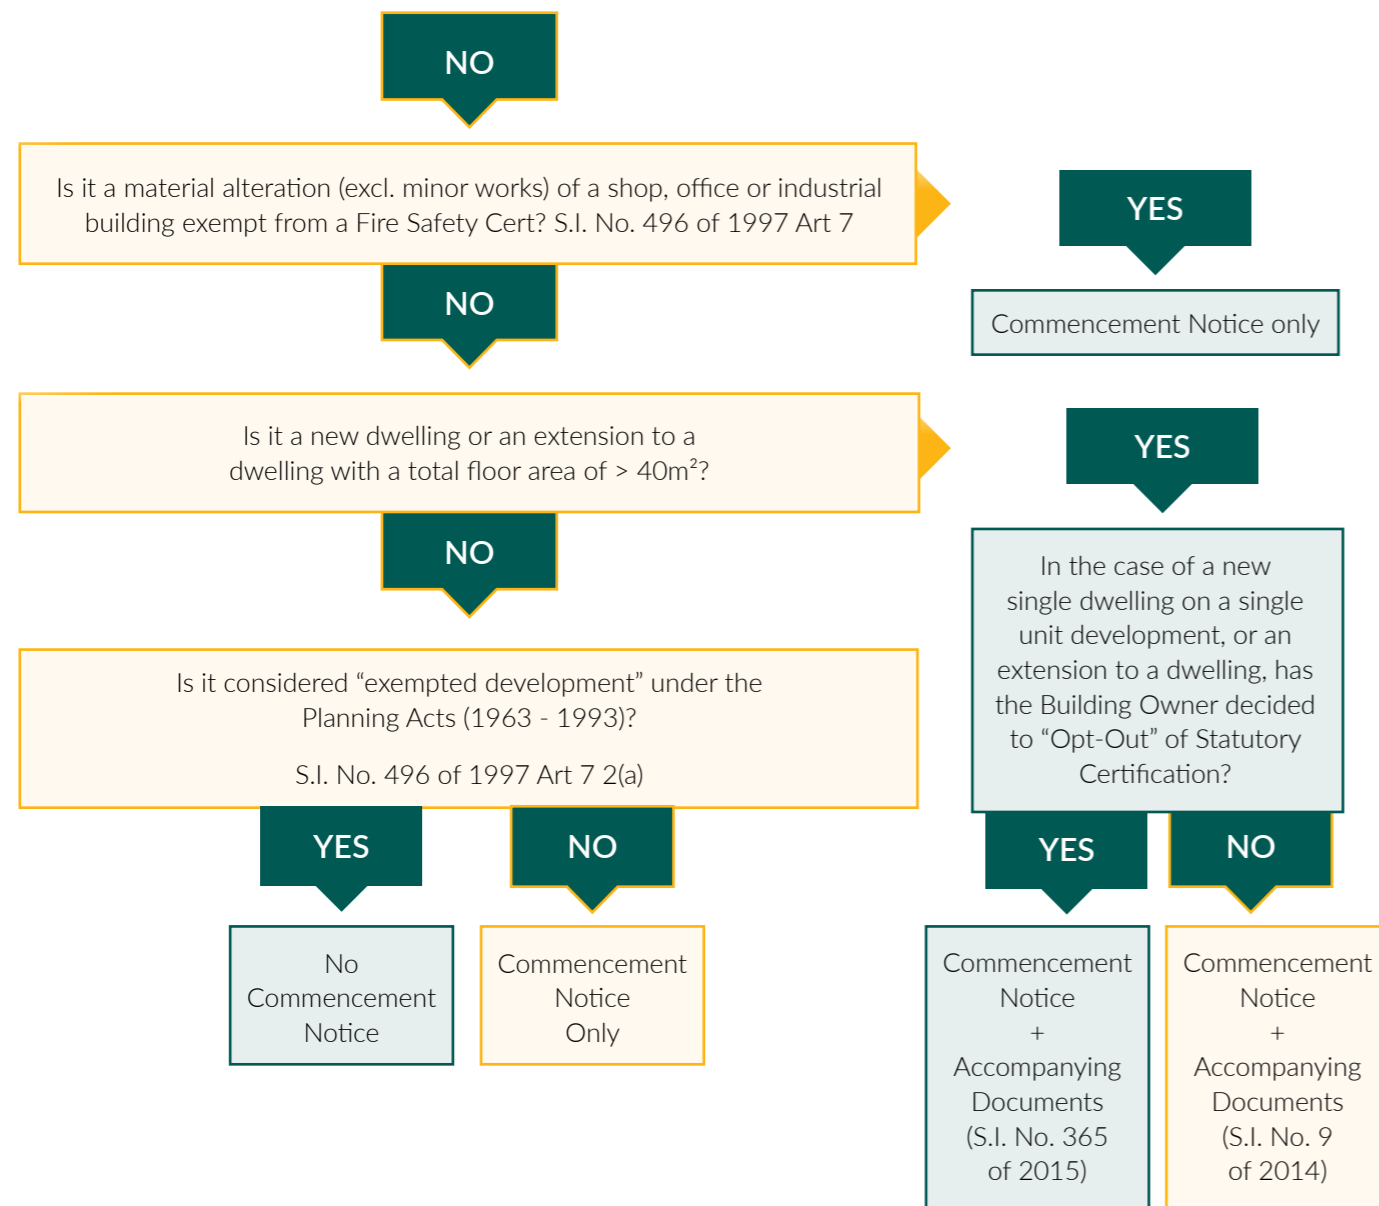 NO
Is it a material alteration (excl. minor works) of a shop, office or industrial
building exempt from a Fire Safety Cert? S.I. No. 496 of 1997 Art 7
YES
Commencement Notice only
NO
Is it a new dwelling or an extension to a
dwelling with a total floor area of > 40m²?
YES
In the case of a new
single dwelling on a single
unit development, or an
extension to a dwelling, has
the Building Owner decided
to “Opt-Out” of Statutory
Certification?
NO
Is it considered “exempted development” under the
Planning Acts (1963 - 1993)?
S.I. No. 496 of 1997 Art 7 2(a)
YES
No
Commencement
Notice
NO
Commencement
Notice
Only
YES
Commencement
Notice
+
Accompanying
Documents
(S.I. No. 365
of 2015)
NO
Commencement
Notice
+
Accompanying
Documents
(S.I. No. 9
of 2014)